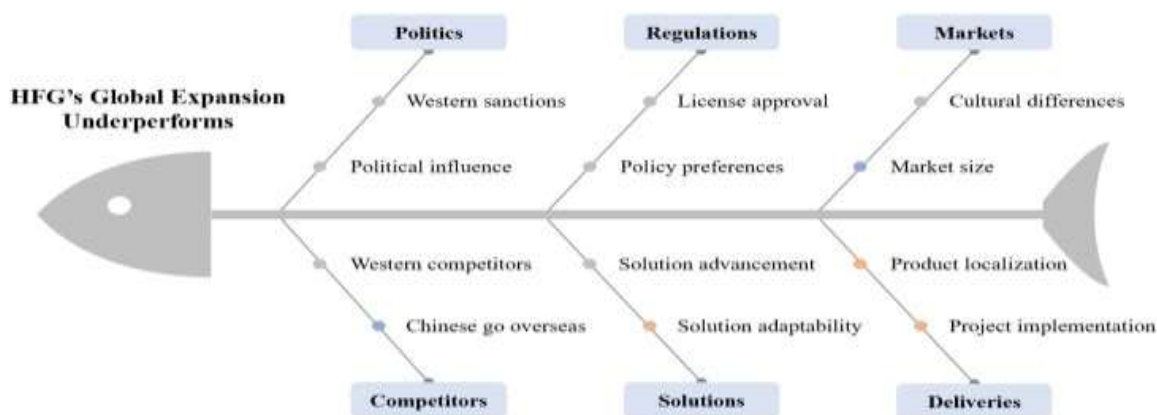 Politics
Regulations
Markets
HFG's Global Expansion
Underperforms
Western sanctions
License approval
Cultural differences
Political influence
Policy preferences
Market size
Western competitors
Solution advancement
Product localization
Chinese go overseas
Solution adaptability
Project implementation
Competitors
Solutions
Deliveries